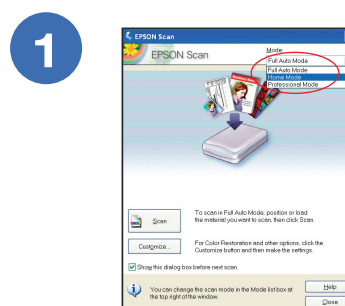 1
EPSON Scan
EPSON Scan
Mode
Full Auto Mode
Full Auto Mode
Home Mode
Professional Mode
To scan in Full Auto Mode, position or load
the material you want to scan, then click Scan.
Scan
For Color Restoration and other options, click the
Customize button and then make the settings.
Customize...
Show this dialog box before next scan.
You can change the scan mode in the Mode list box at
the top right of the window.
Help
Close